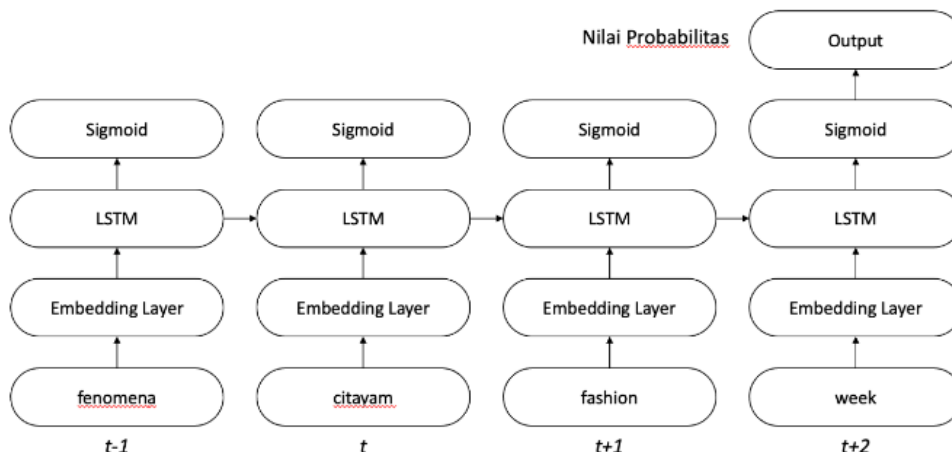 Nilai Probabilitas
Output
Sigmoid
Sigmoid
Sigmoid
Sigmoid
LSTM
LSTM
LSTM
LSTM
Embedding Layer
Embedding Layer
Embedding Layer
Embedding Layer
fenomena
citayam
fashion
week
t-1
t
t+1
t+2